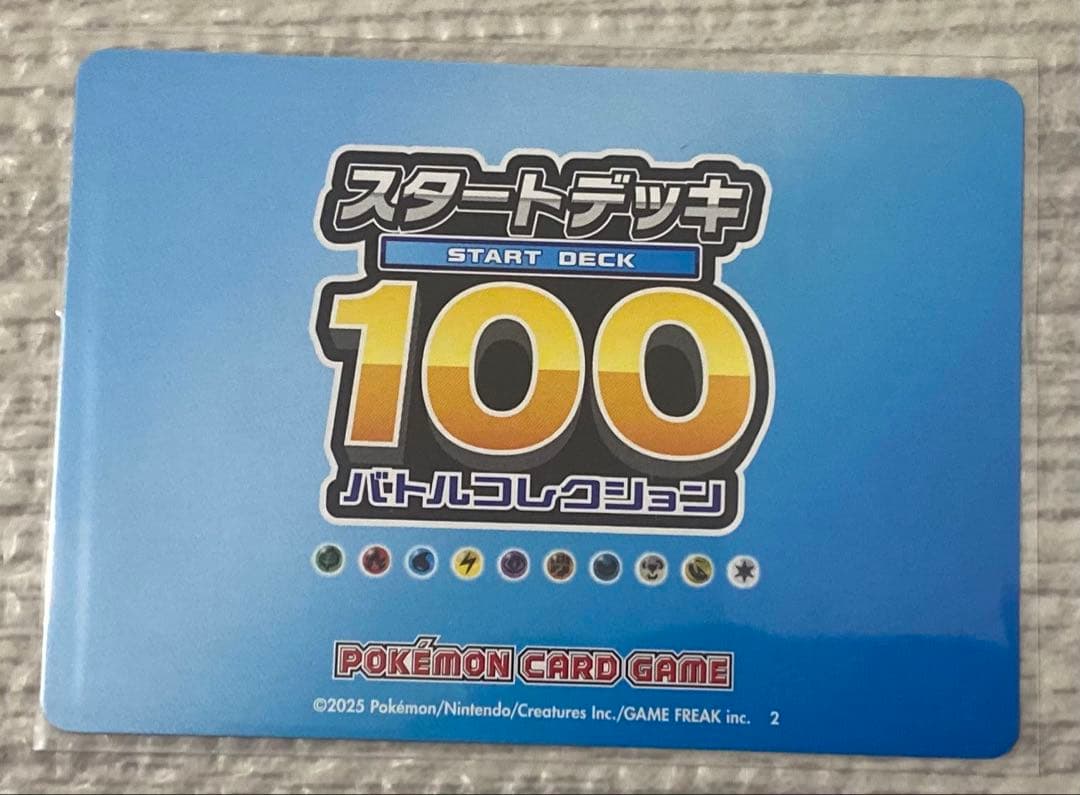 スタートデッキ
START DECK
100
バトルコレクション
POKÉMON CARD GAME
©2025 Pokémon/Nintendo/Creatures Inc./GAME FREAK inc. 2